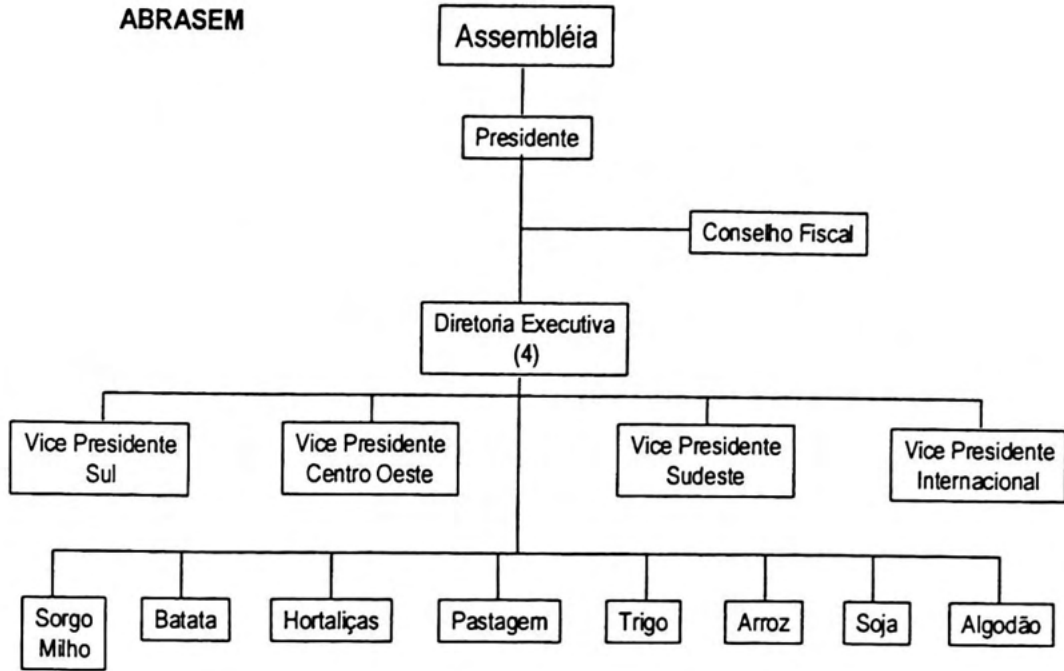 ABRASEM
Assembléia
Presidente
Conselho Fiscal
Diretoria Executiva
(4)
Vice Presidente
Sul
Vice Presidente
Centro Oeste
Vice Presidente
Sudeste
Vice Presidente
Internacional
Sorgo
Milho
Batata
Hortaliças
Pastagem
Trigo
Arroz
Soja
Algodão